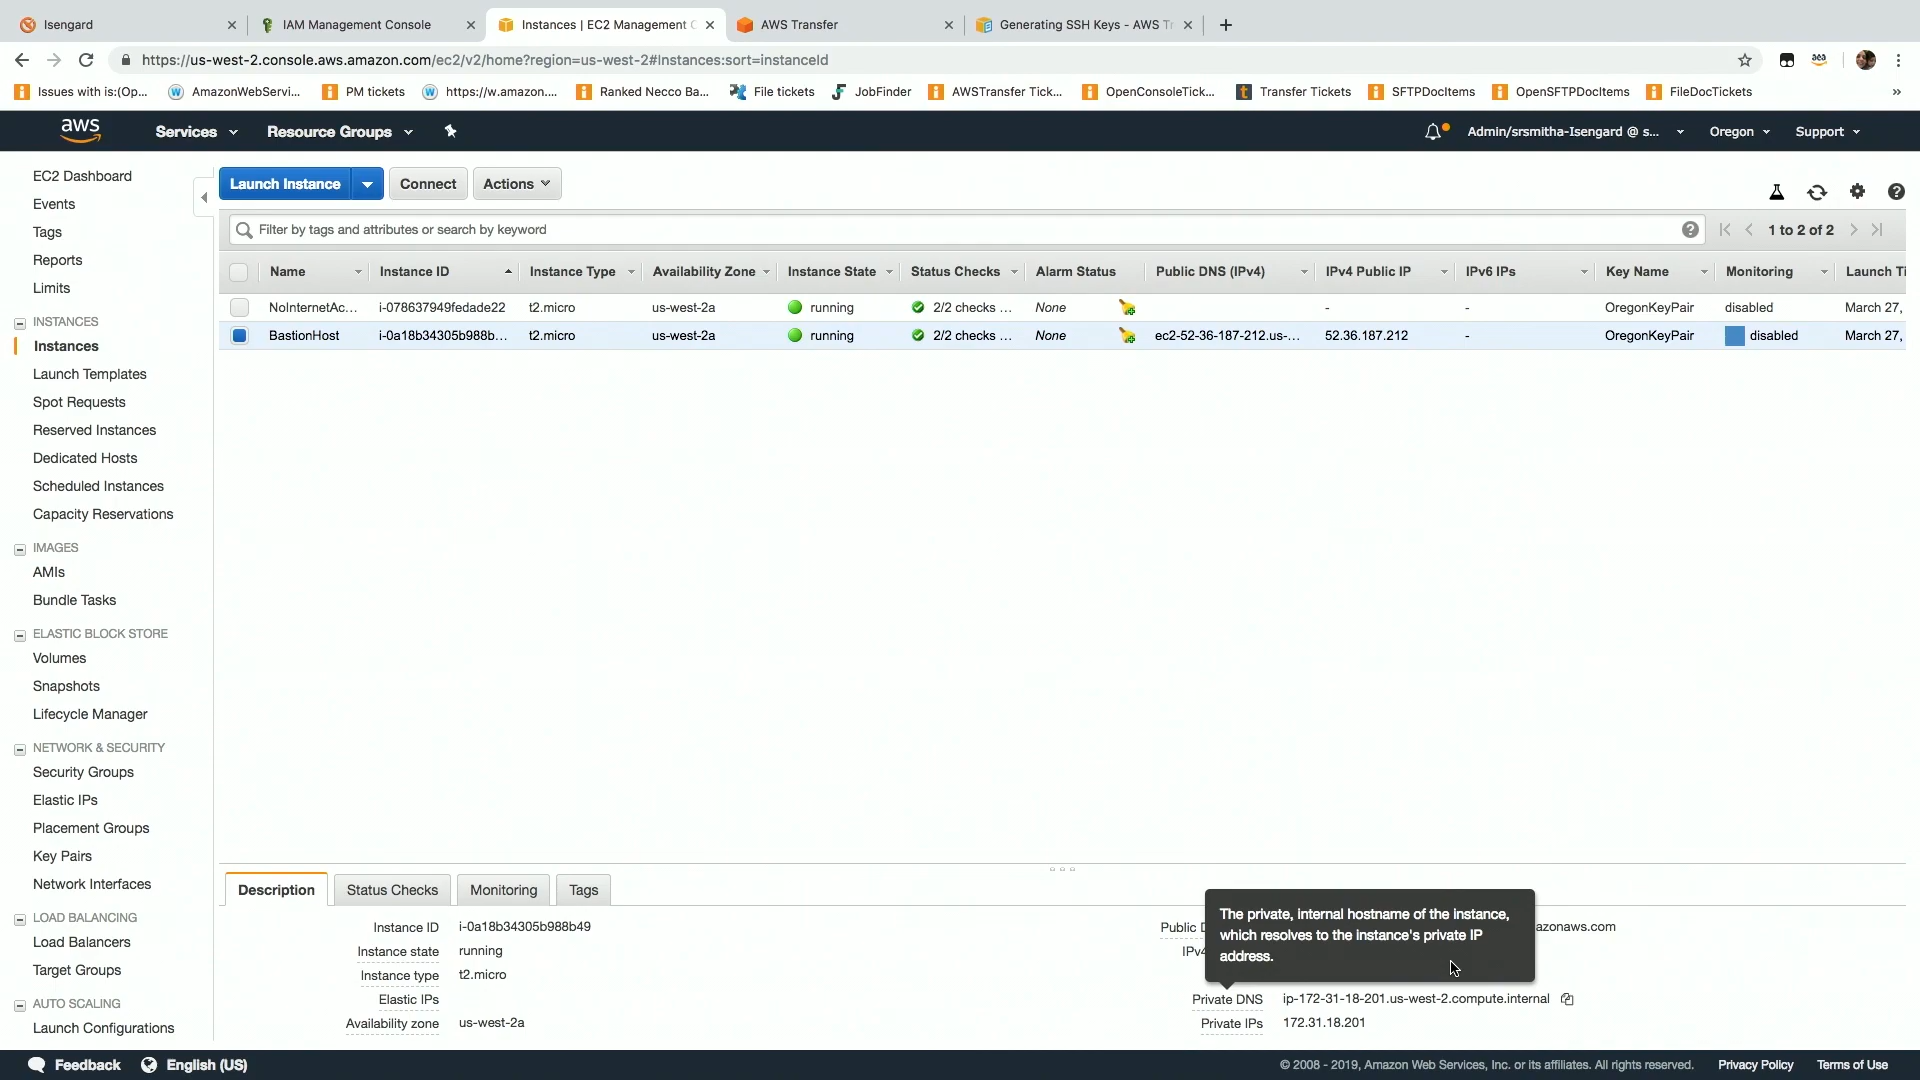 Isengard
IAM Management Console
Instances | EC2 Management C
AWS Transfer
Generating SSH Keys - AWS Tr
https://us-west-2.console.aws.amazon.com/ec2/v2/home?region=us-west-2#Instances:sort=instanceId
Issues with is:(Op...
AmazonWebServi...
PM tickets
https://w.amazon....
Ranked Necco Ba...
File tickets
JobFinder
AWSTransfer Tick...
OpenConsoleTick...
Transfer Tickets
SFTPDocItems
OpenSFTPDocItems
FileDocTickets
aws
Services
Resource Groups
Admin/srsmitha-Isengard @ s...
Oregon
Support
EC2 Dashboard
Events
Tags
Reports
Limits
INSTANCES
Instances
Launch Templates
Spot Requests
Reserved Instances
Dedicated Hosts
Scheduled Instances
Capacity Reservations
IMAGES
AMIs
Bundle Tasks
ELASTIC BLOCK STORE
Volumes
Snapshots
Lifecycle Manager
NETWORK & SECURITY
Security Groups
Elastic IPs
Placement Groups
Key Pairs
Network Interfaces
LOAD BALANCING
Load Balancers
Target Groups
AUTO SCALING
Launch Configurations
Launch Instance
Connect
Actions
Filter by tags and attributes or search by keyword
1 to 2 of 2
Name Instance ID Instance Type Availability Zone Instance State Status Checks Alarm Status Public DNS (IPv4) IPv4 Public IP IPv6 IPs Key Name Monitoring Launch Ti
NoInternetAc... i-078637949fedade22 t2.micro us-west-2a running 2/2 checks ... None - - OregonKeyPair disabled March 27,
BastionHost i-0a18b34305b988b... t2.micro us-west-2a running 2/2 checks ... None ec2-52-36-187-212.us-... 52.36.187.212 - OregonKeyPair disabled March 27,
Description
Status Checks
Monitoring
Tags
Instance ID i-0a18b34305b988b49
Instance state running
Instance type t2.micro
Elastic IPs
Availability zone us-west-2a
Public D
azonaws.com
IPv4
The private, internal hostname of the instance,
which resolves to the instance's private IP
address.
Private DNS ip-172-31-18-201.us-west-2.compute.internal
Private IPs 172.31.18.201
Feedback
English (US)
© 2008 - 2019, Amazon Web Services, Inc. or its affiliates. All rights reserved.
Privacy Policy
Terms of Use